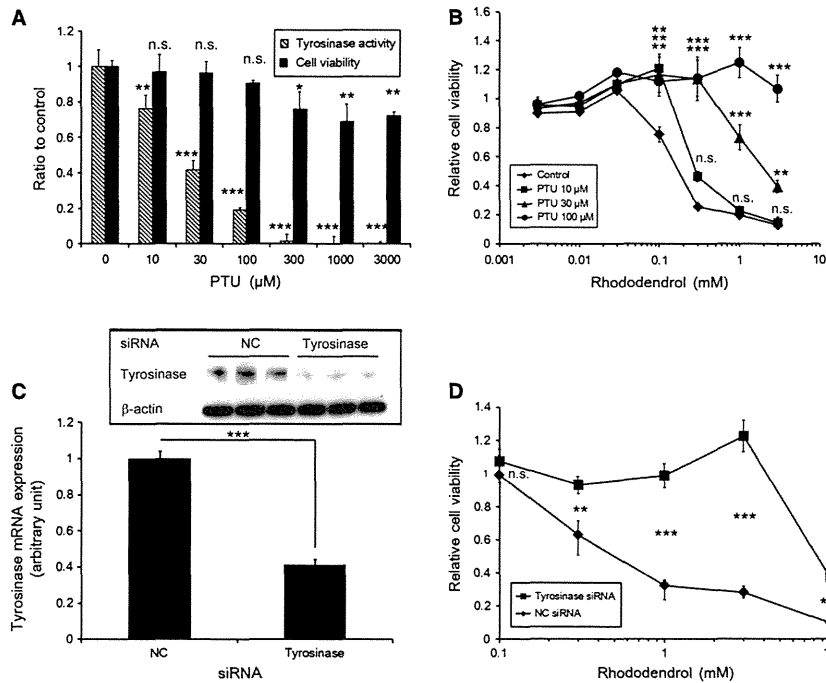 A
Tyrosinase activity
Cell viability
n.s.
n.s.
n.s.
**
***
***
*
***
**
***
**
***
Ratio to control
1.4
1.2
1
0.8
0.6
0.4
0.2
0
0 10 30 100 300 1000 3000
PTU (µM)
B
**
**
**
***
***
***
***
***
**
n.s.
n.s.
n.s.
Relative cell viability
1.6
1.4
1.2
1.0
0.8
0.6
0.4
0.2
0
Control
PTU 10 µM
PTU 30 µM
PTU 100 µM
0.001 0.01 0.1 1 10
Rhododendrol (mM)
C
siRNA NC Tyrosinase
Tyrosinase
β-actin
***
Tyrosinase mRNA expression
(arbitrary unit)
1.2
1
0.8
0.6
0.4
0.2
0
NC Tyrosinase
siRNA
D
n.s.
**
***
***
*
Relative cell viability
1.4
1.2
1
0.8
0.6
0.4
0.2
0
Tyrosinase siRNA
NC siRNA
0.1 1
Rhododendrol (mM)